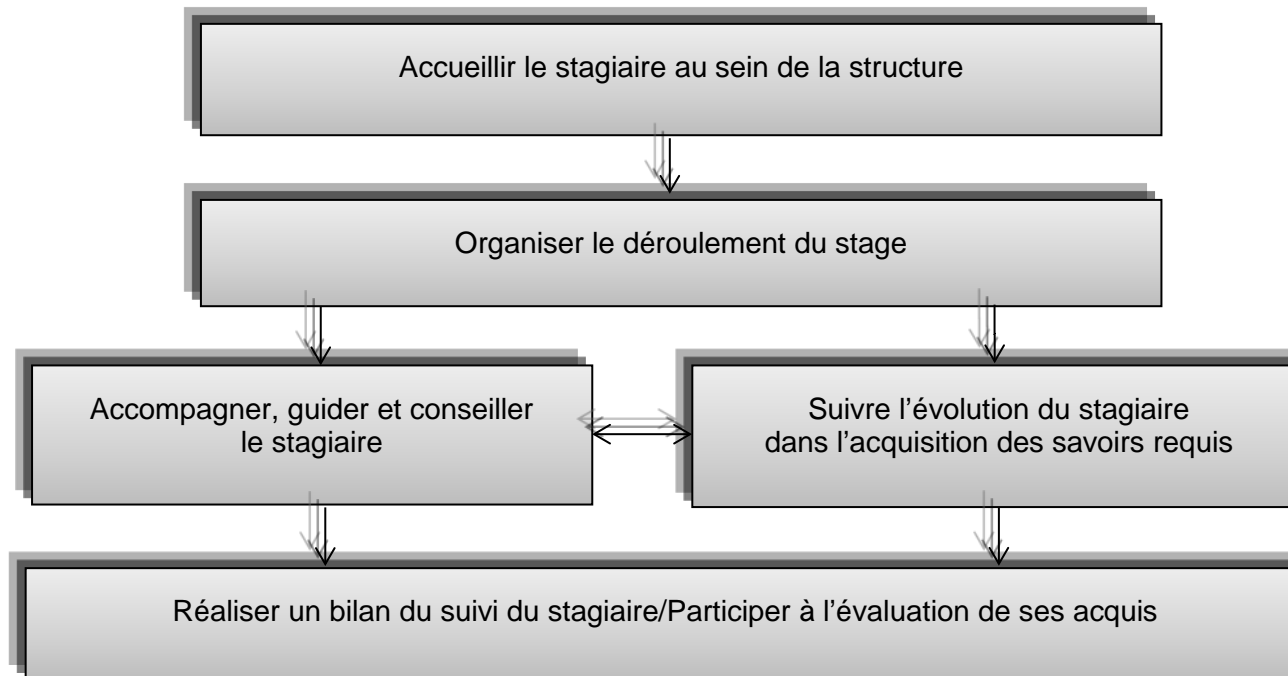 Accueillir le stagiaire au sein de la structure
Organiser le déroulement du stage
Accompagner, guider et conseiller
le stagiaire
Suivre l’évolution du stagiaire
dans l’acquisition des savoirs requis
Réaliser un bilan du suivi du stagiaire/Participer à l’évaluation de ses acquis